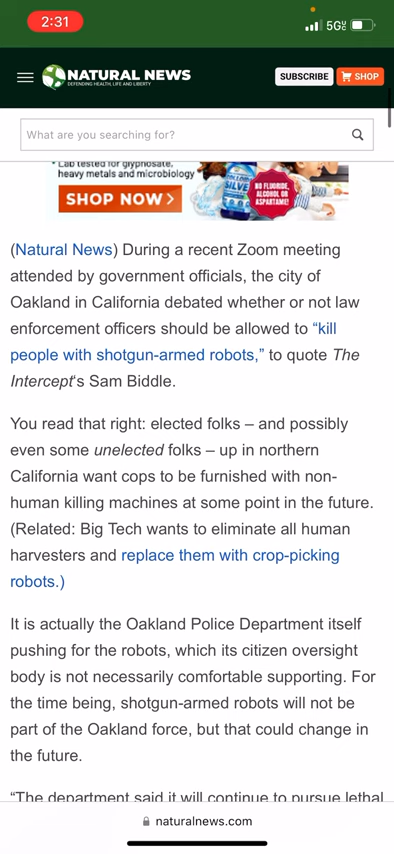 2:31
5G
NATURAL NEWS
DEFENDING HEALTH, LIFE AND LIBERTY
SUBSCRIBE
SHOP
What are you searching for?
Lab tested for glyphosate,
heavy metals and microbiology
SHOP NOW>
NO FLUORIDE,
ALCOHOL OR
ASPARTAME!
(Natural News) During a recent Zoom meeting
attended by government officials, the city of
Oakland in California debated whether or not law
enforcement officers should be allowed to “kill
people with shotgun-armed robots,” to quote The
Intercept‘s Sam Biddle.
You read that right: elected folks – and possibly
even some unelected folks – up in northern
California want cops to be furnished with non-
human killing machines at some point in the future.
(Related: Big Tech wants to eliminate all human
harvesters and replace them with crop-picking
robots.)
It is actually the Oakland Police Department itself
pushing for the robots, which its citizen oversight
body is not necessarily comfortable supporting. For
the time being, shotgun-armed robots will not be
part of the Oakland force, but that could change in
the future.
“The department said it will continue to pursue lethal
naturalnews.com